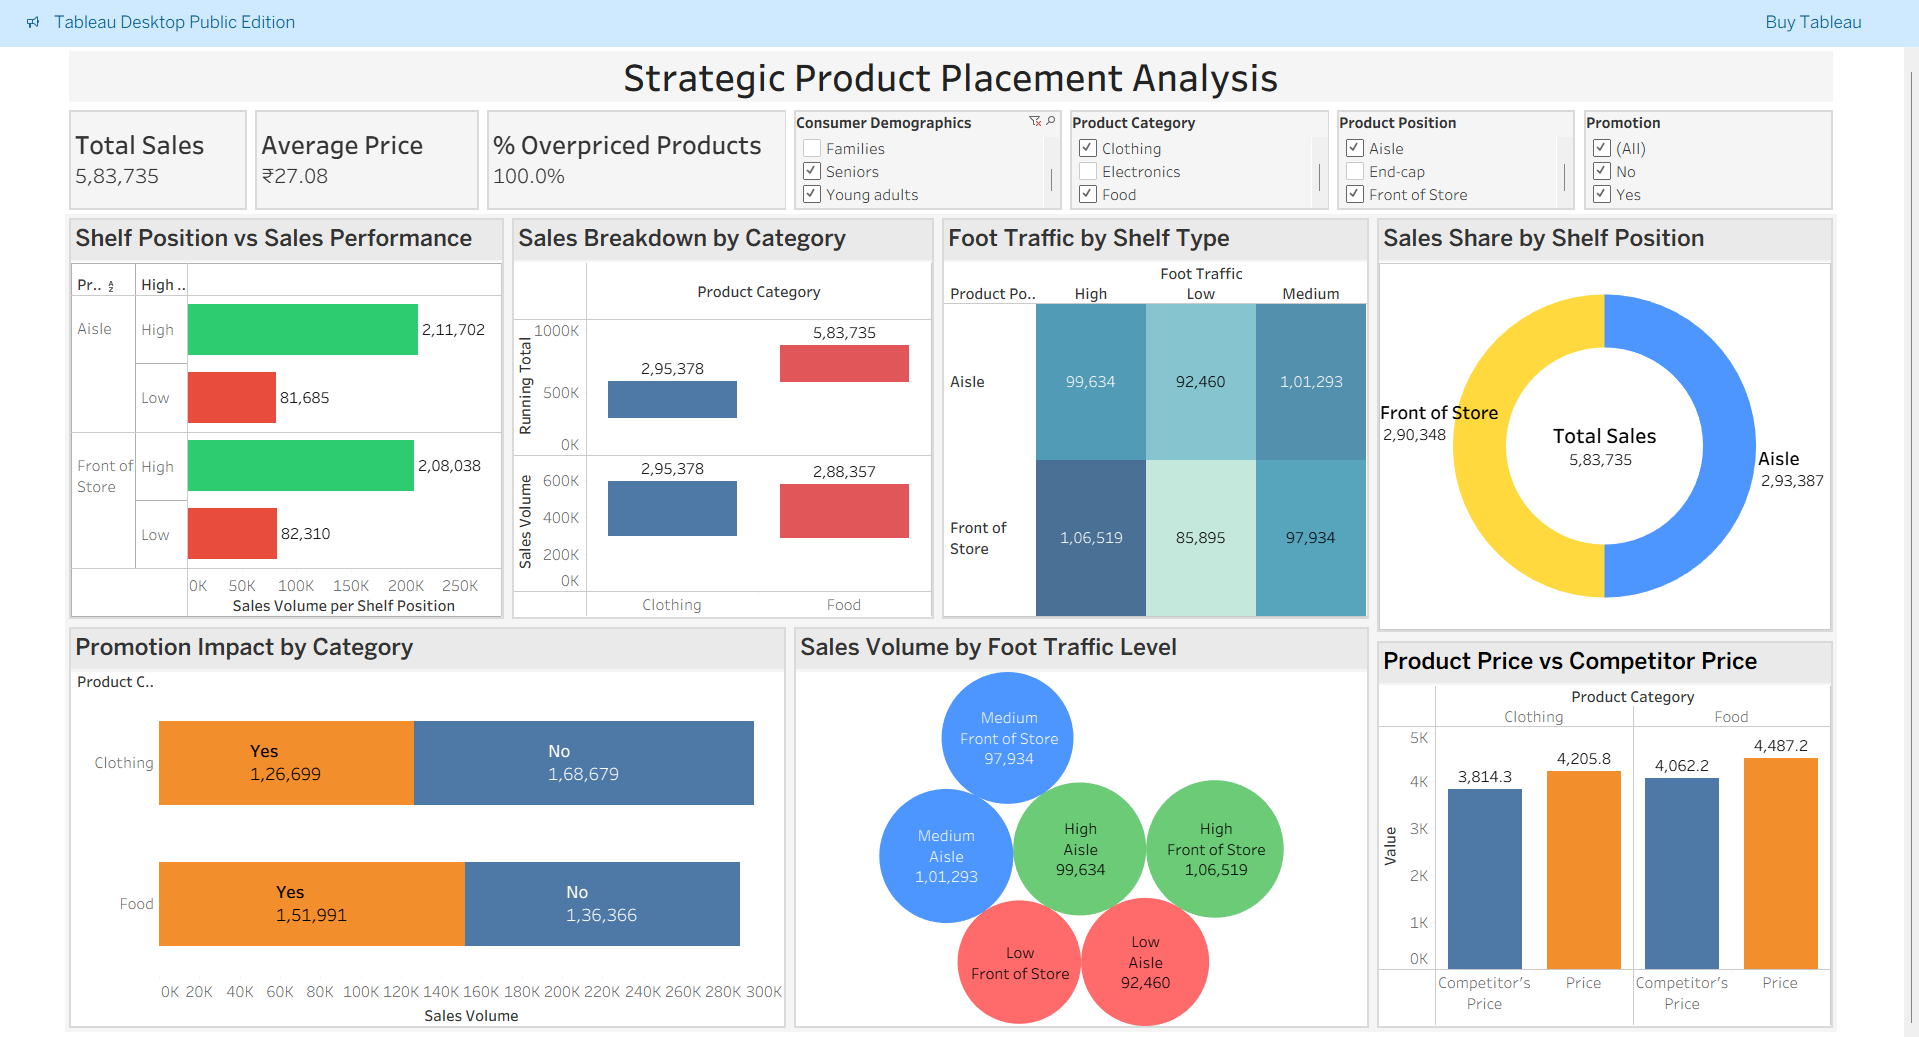 Tableau Desktop Public Edition
Buy Tableau
Strategic Product Placement Analysis
Total Sales
5,83,735
Average Price
₹27.08
% Overpriced Products
100.0%
Consumer Demographics
Families
Seniors
Young adults
Product Category
Clothing
Electronics
Food
Product Position
Aisle
End-cap
Front of Store
Promotion
(All)
No
Yes
Shelf Position vs Sales Performance
Pr.. High ..
Aisle
High
2,11,702
Low
81,685
Front of
Store
High
2,08,038
Low
82,310
0K 50K 100K 150K 200K 250K
Sales Volume per Shelf Position
Sales Breakdown by Category
Product Category
Running Total
1000K
500K
0K
2,95,378
5,83,735
Sales Volume
600K
400K
200K
0K
2,95,378
2,88,357
Clothing Food
Foot Traffic by Shelf Type
Foot Traffic
Product Po.. High Low Medium
Aisle 99,634 92,460 1,01,293
Front of
Store
1,06,519 85,895 97,934
Sales Share by Shelf Position
Front of Store
2,90,348
Total Sales
5,83,735
Aisle
2,93,387
Promotion Impact by Category
Product C..
Clothing
Yes
1,26,699
No
1,68,679
Food
Yes
1,51,991
No
1,36,366
0K 20K 40K 60K 80K 100K 120K 140K 160K 180K 200K 220K 240K 260K 280K 300K
Sales Volume
Sales Volume by Foot Traffic Level
Medium
Front of Store
97,934
Medium
Aisle
1,01,293
High
Aisle
99,634
High
Front of Store
1,06,519
Low
Front of Store
Low
Aisle
92,460
Product Price vs Competitor Price
Product Category
Clothing Food
Value
5K
4K
3K
2K
1K
0K
3,814.3
4,205.8
4,062.2
4,487.2
Competitor's
Price
Price
Competitor's
Price
Price